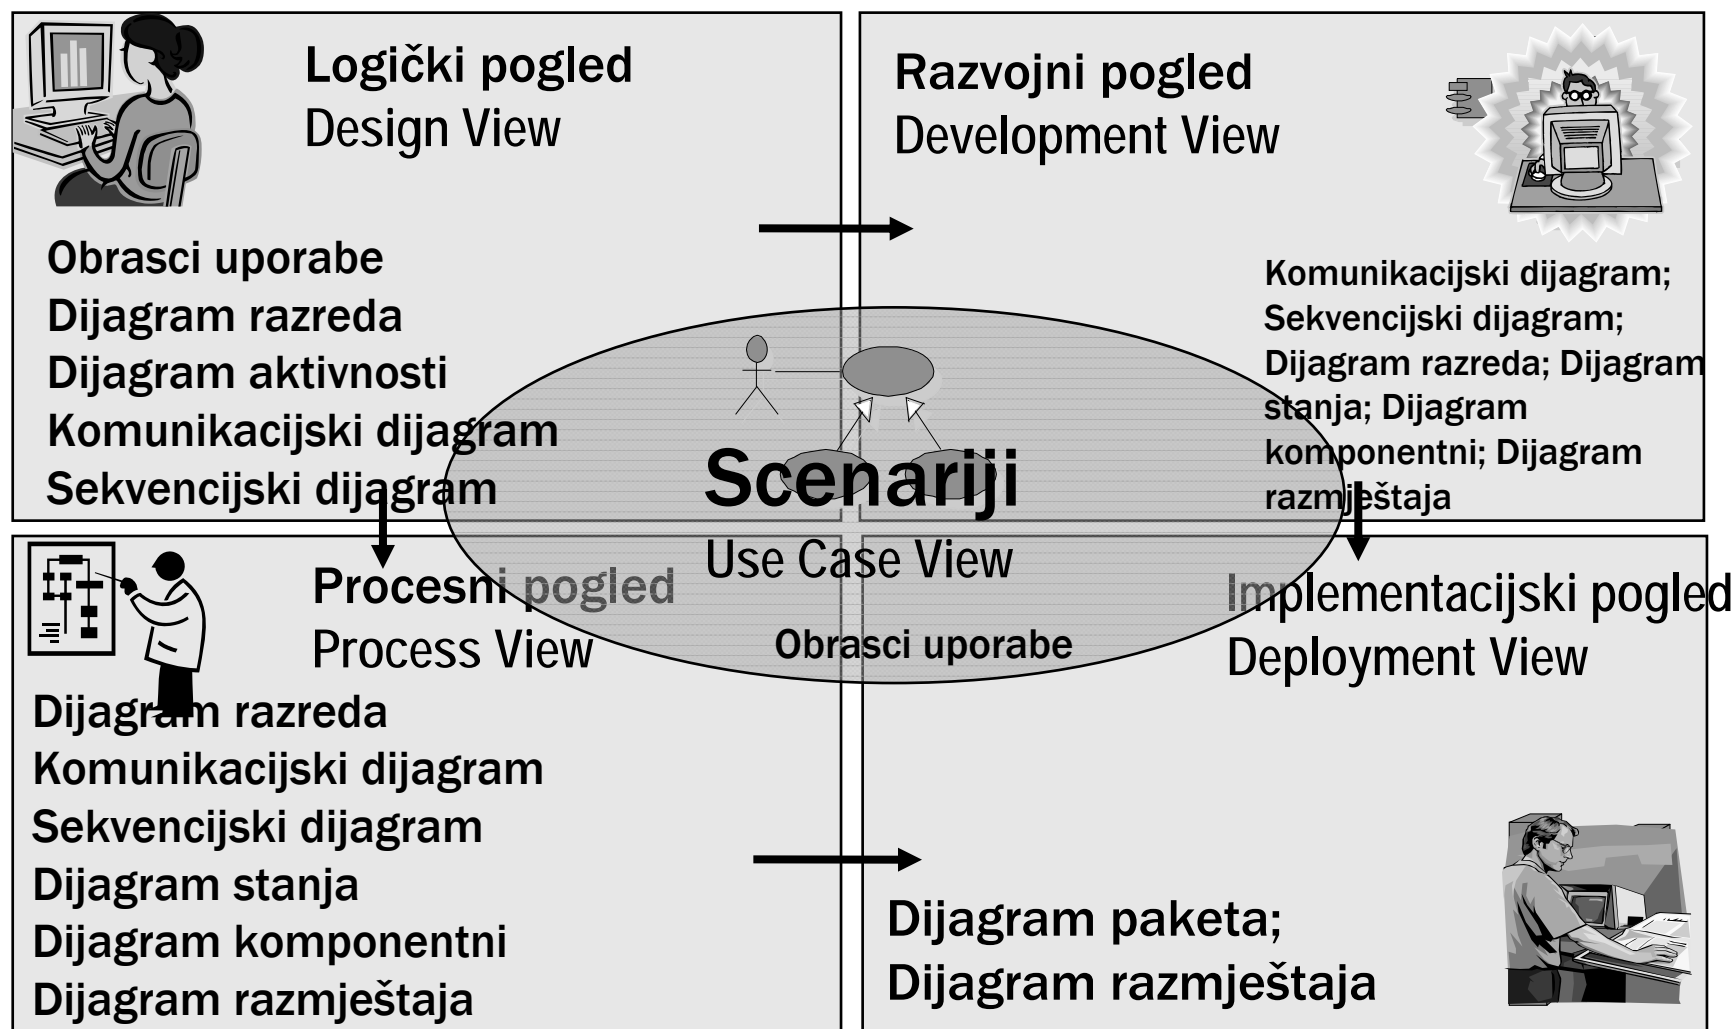 Logički pogled
Design View
Obrasci uporabe
Dijagram razreda
Dijagram aktivnosti
Komunikacijski dijagram
Sekvencijski dijagram
Razvojni pogled
Development View
Komunikacijski dijagram;
Sekvencijski dijagram;
Dijagram razreda; Dijagram
stanja; Dijagram
komponentni; Dijagram
razmještaja
Scenariji
Use Case View
Obrasci uporabe
Procesni pogled
Process View
Dijagram razreda
Komunikacijski dijagram
Sekvencijski dijagram
Dijagram stanja
Dijagram komponentni
Dijagram razmještaja
Implementacijski pogled
Deployment View
Dijagram paketa;
Dijagram razmještaja